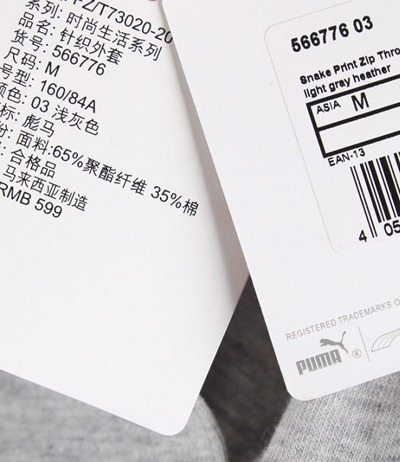 FZ/T73020-20
系列: 时尚生活系列
品名: 针织外套
货号: 566776
尺码: M
号型: 160/84A
颜色: 03 浅灰色
标: 彪马
分: 面料:65%聚酯纤维 35%棉
: 合格品
: 马来西亚制造
RMB 599
566776 03
Snake Print Zip Thro
light gray heather
ASIA M
EAN-13
4 05
REGISTERED TRADEMARKS O
PUMA ®